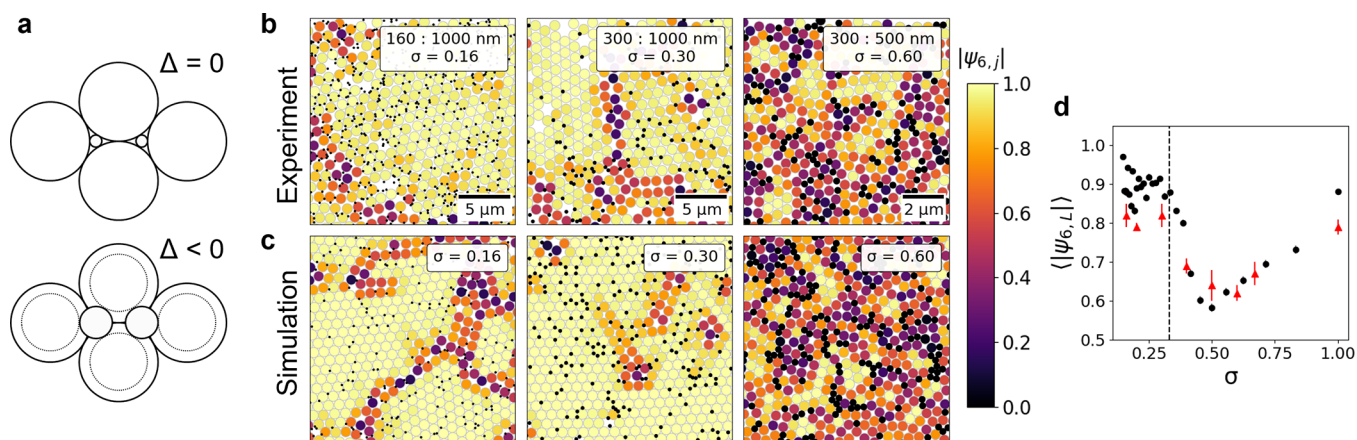 a
Δ = 0
Δ < 0
b
Experiment
160 : 1000 nm
σ = 0.16
5 μm
300 : 1000 nm
σ = 0.30
5 μm
300 : 500 nm
σ = 0.60
2 μm
c
Simulation
σ = 0.16
σ = 0.30
σ = 0.60
|ψ6,j|
1.0
0.8
0.6
0.4
0.2
0.0
d
⟨|ψ6,L|⟩
1.0
0.9
0.8
0.7
0.6
0.5
0.25 0.50 0.75 1.00
σ